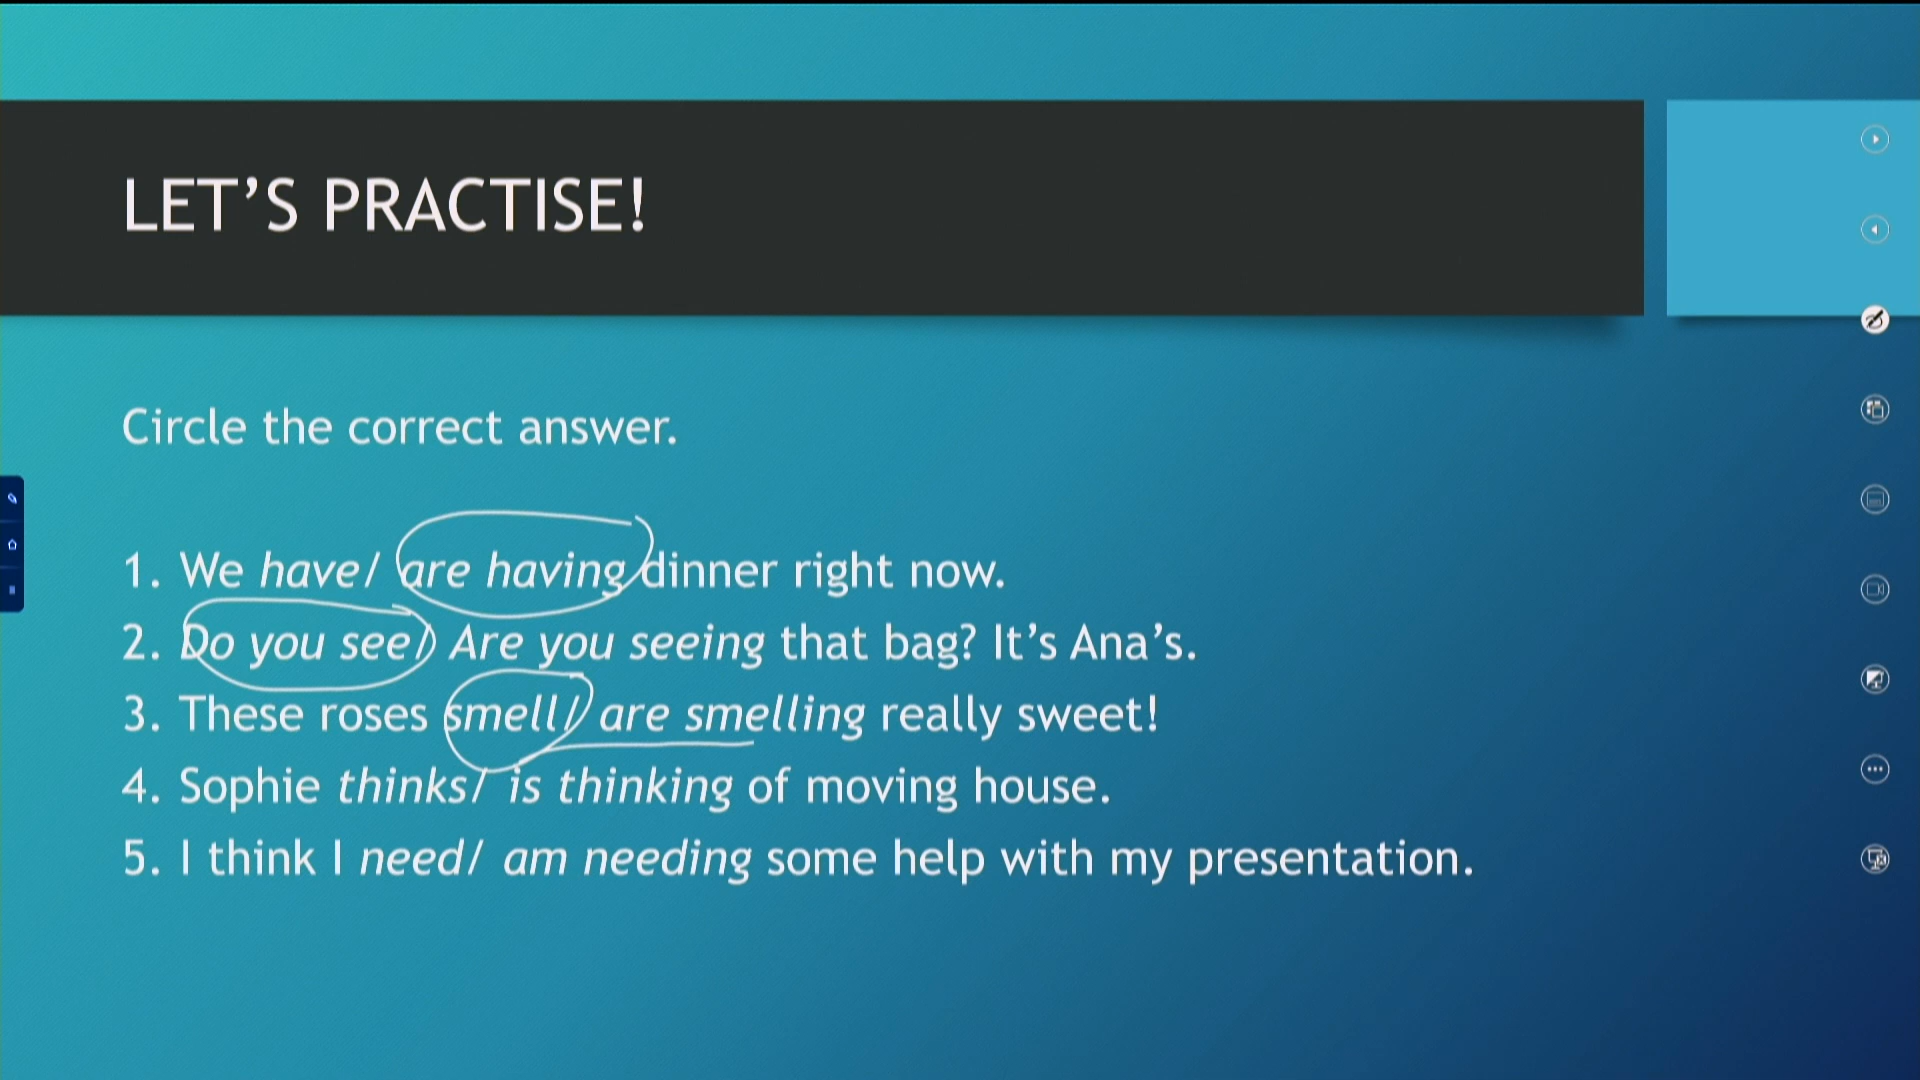 LET'S PRACTISE!
Circle the correct answer.
1. We have/ are having dinner right now.
2. Do you see/ Are you seeing that bag? It's Ana's.
3. These roses smell/ are smelling really sweet!
4. Sophie thinks/ is thinking of moving house.
5. I think I need/ am needing some help with my presentation.